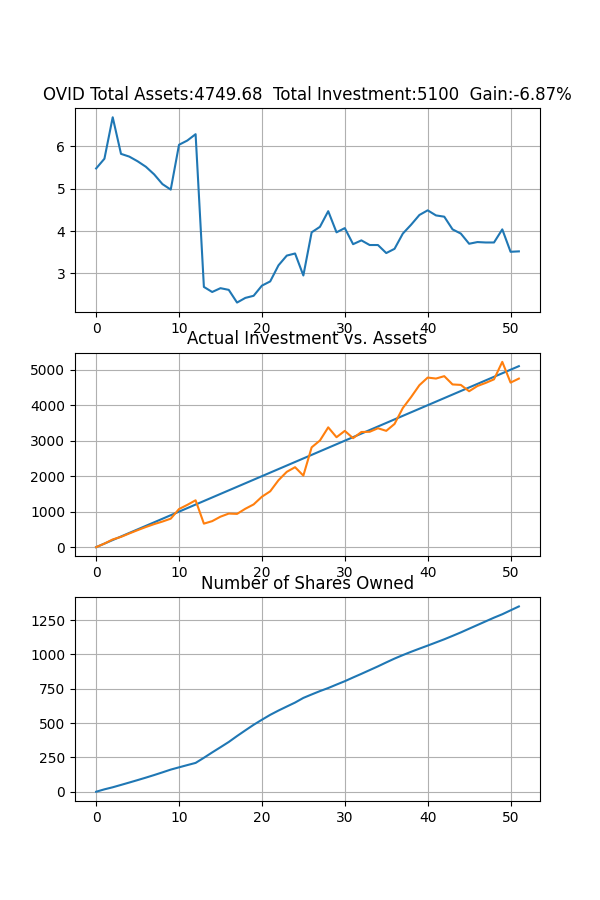 OVID Total Assets:4749.68  Total Investment:5100  Gain:-6.87%
6
5
4
3
0 10 20 30 40 50
Actual Investment vs. Assets
5000
4000
3000
2000
1000
0
0 10 20 30 40 50
Number of Shares Owned
1250
1000
750
500
250
0
0 10 20 30 40 50